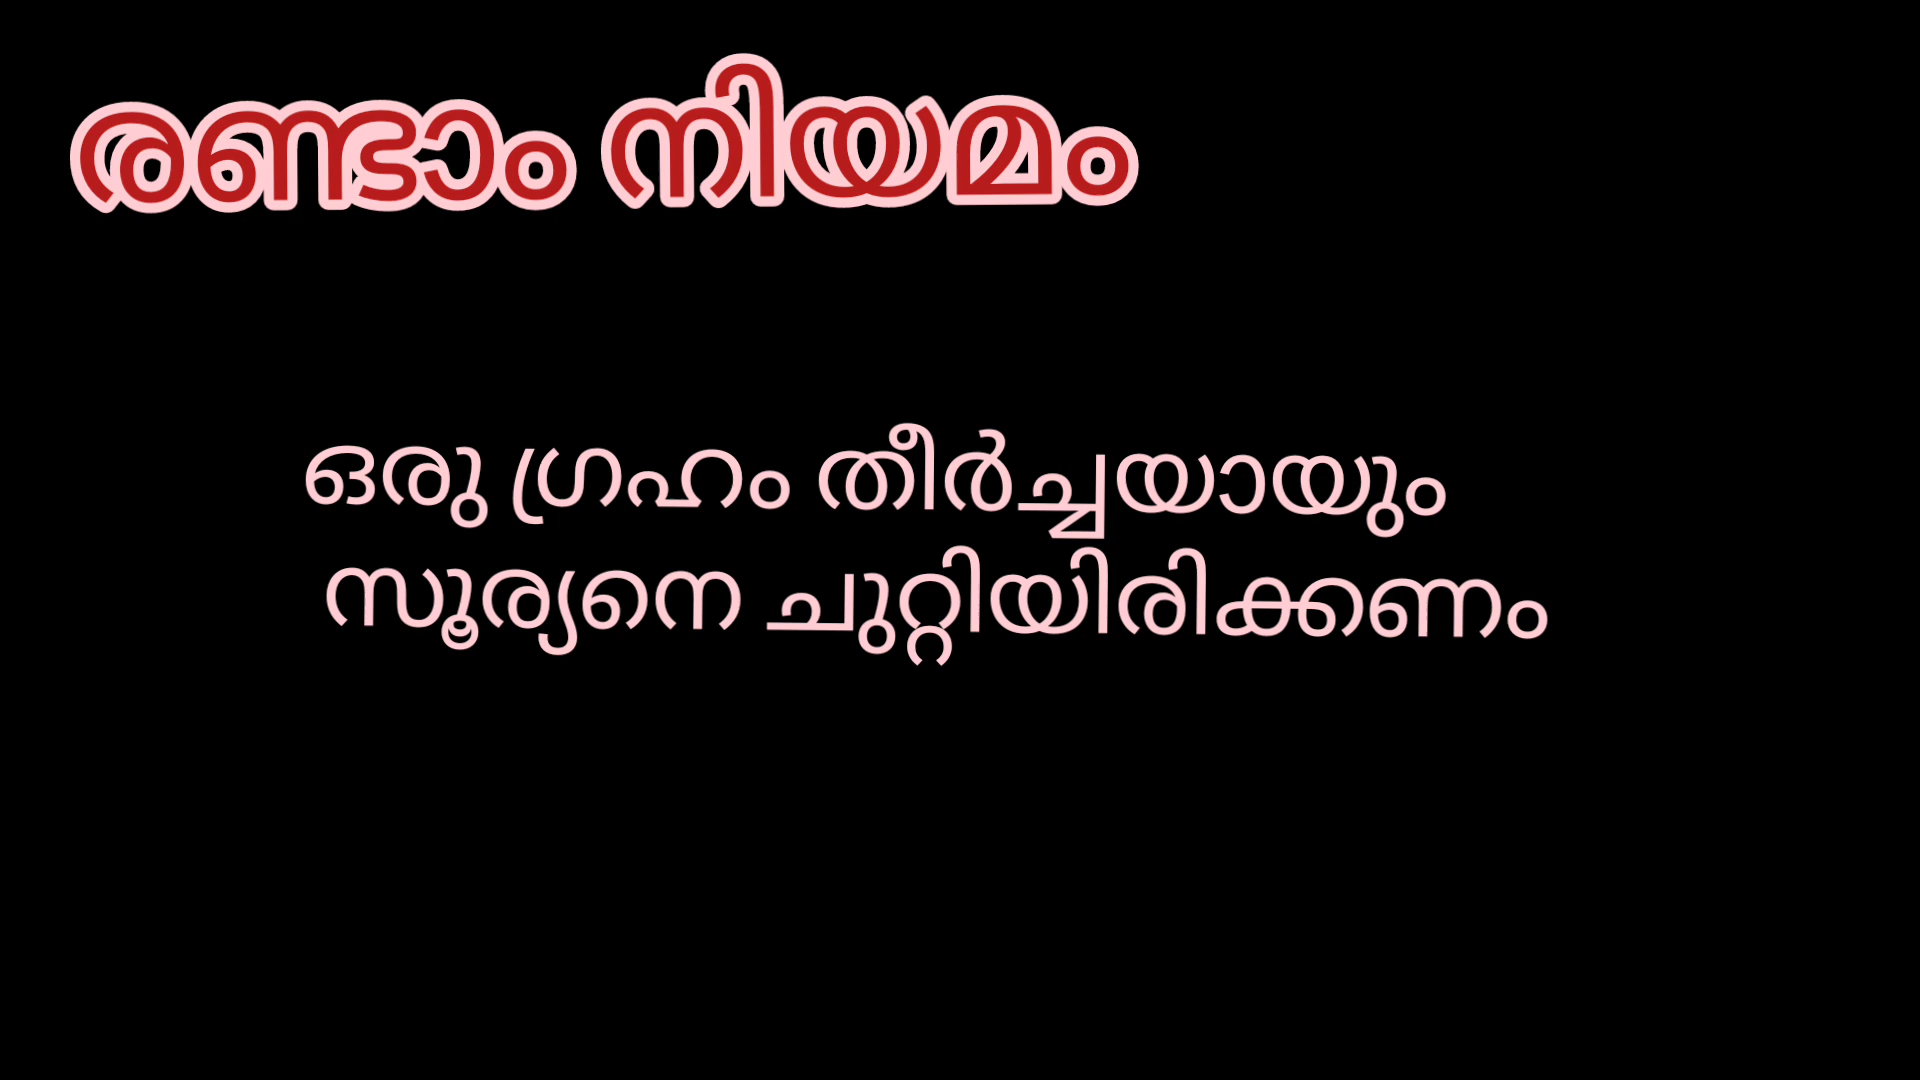 രണ്ടാം നിയമം
ഒരു ഗ്രഹം തീർച്ചയായും
സൂര്യനെ ചുറ്റിയിരിക്കണം